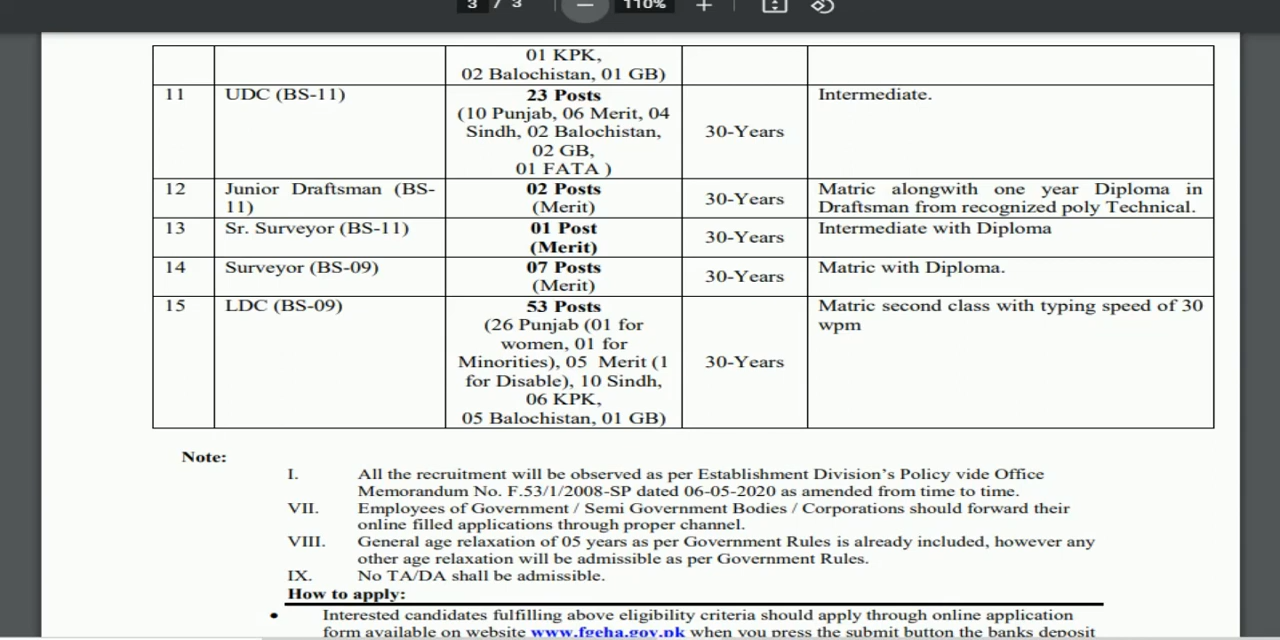 3 / 3 110%
01 KPK,
02 Balochistan, 01 GB)
11 UDC (BS-11) 23 Posts 30-Years Intermediate.
(10 Punjab, 06 Merit, 04
Sindh, 02 Balochistan,
02 GB,
01 FATA )
12 Junior Draftsman (BS- 02 Posts 30-Years Matric alongwith one year Diploma in
11) (Merit) Draftsman from recognized poly Technical.
13 Sr. Surveyor (BS-11) 01 Post 30-Years Intermediate with Diploma
(Merit)
14 Surveyor (BS-09) 07 Posts 30-Years Matric with Diploma.
(Merit)
15 LDC (BS-09) 53 Posts 30-Years Matric second class with typing speed of 30
(26 Punjab (01 for wpm
women, 01 for
Minorities), 05 Merit (1
for Disable), 10 Sindh,
06 KPK,
05 Balochistan, 01 GB)
Note:
I. All the recruitment will be observed as per Establishment Division's Policy vide Office
Memorandum No. F.53/1/2008-SP dated 06-05-2020 as amended from time to time.
VII. Employees of Government / Semi Government Bodies / Corporations should forward their
online filled applications through proper channel.
VIII. General age relaxation of 05 years as per Government Rules is already included, however any
other age relaxation will be admissible as per Government Rules.
IX. No TA/DA shall be admissible.
How to apply:
• Interested candidates fulfilling above eligibility criteria should apply through online application
form available on website www.fgeha.gov.pk when you press the submit button the banks deposit